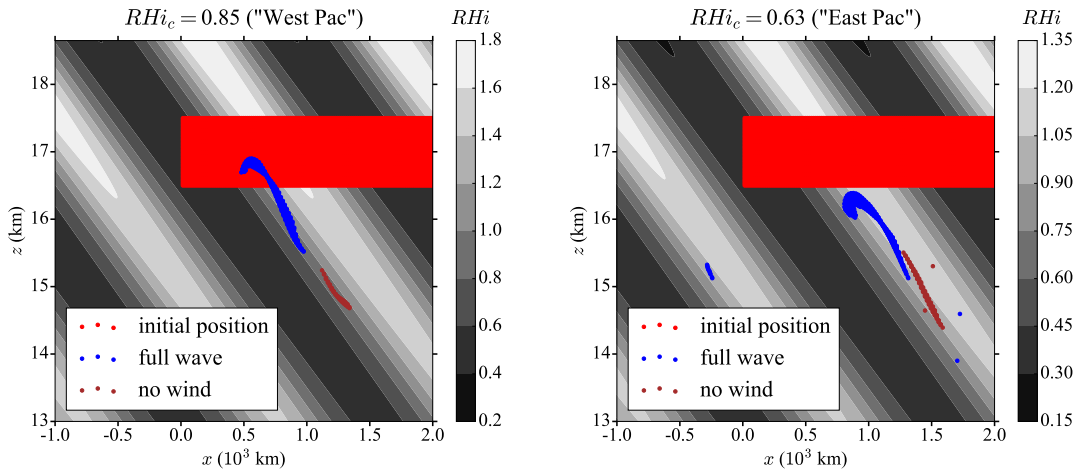 RHi_c = 0.85 ("West Pac")
RHi
1.8
1.6
1.4
1.2
1.0
0.8
0.6
0.4
0.2
18
17
16
15
14
13
z (km)
initial position
full wave
no wind
-1.0 -0.5 0.0 0.5 1.0 1.5 2.0
x (10^3 km)
RHi_c = 0.63 ("East Pac")
RHi
1.35
1.20
1.05
0.90
0.75
0.60
0.45
0.30
0.15
18
17
16
15
14
13
z (km)
initial position
full wave
no wind
-1.0 -0.5 0.0 0.5 1.0 1.5 2.0
x (10^3 km)